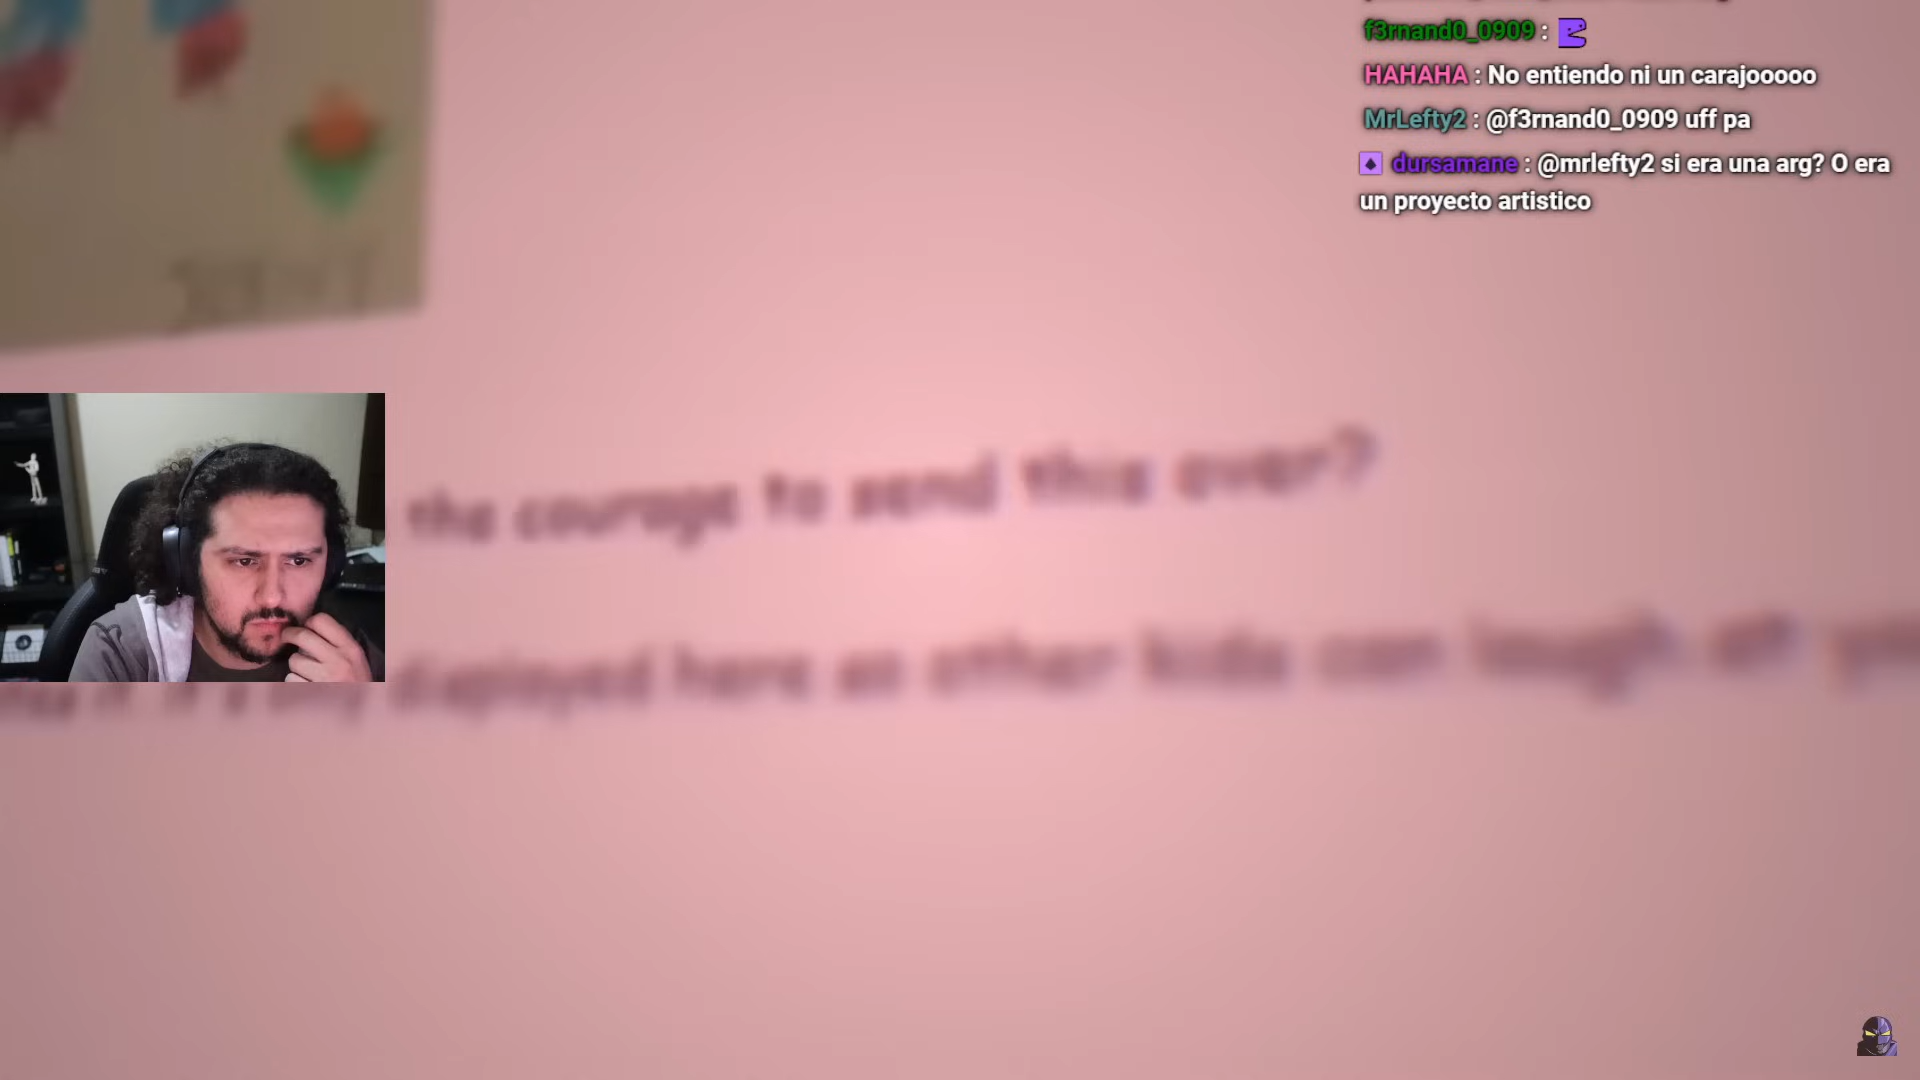 f3rnand0_0909 :
HAHAHA : No entiendo ni un carajooooo
MrLefty2 : @f3rnand0_0909 uff pa
dursamane : @mrlefty2 si era una arg? O era
un proyecto artistico
the courage to send this over?
displayed here so other kids can laugh at